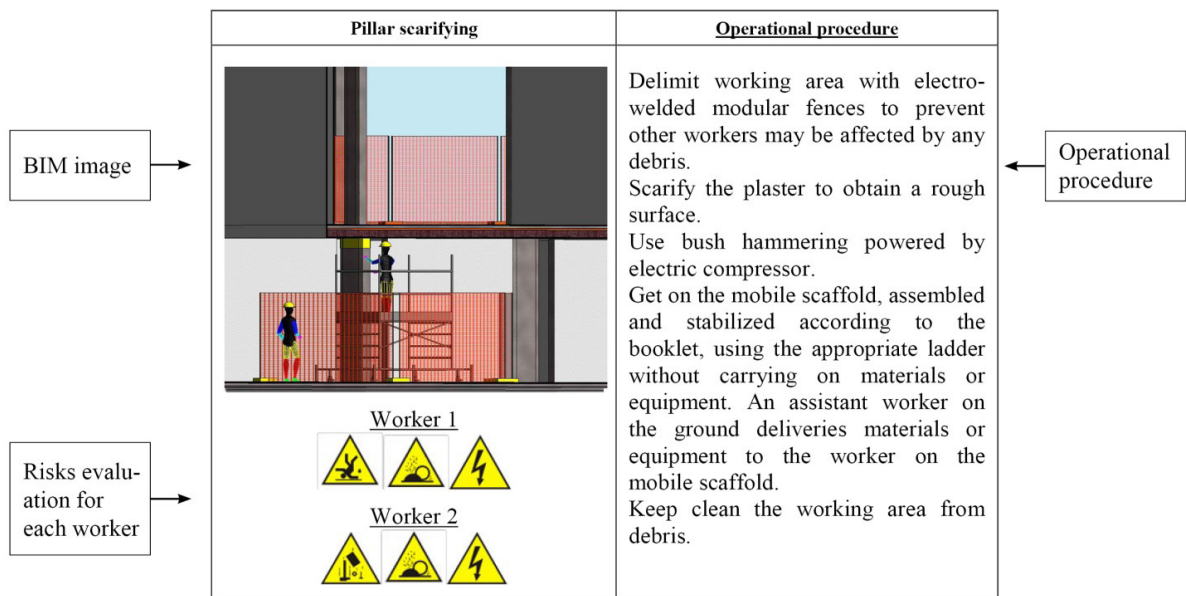 Pillar scarifying
Operational procedure
BIM image
Delimit working area with electro-
welded modular fences to prevent
other workers may be affected by any
debris.
Scarify the plaster to obtain a rough
surface.
Use bush hammering powered by
electric compressor.
Get on the mobile scaffold, assembled
and stabilized according to the
booklet, using the appropriate ladder
without carrying on materials or
equipment. An assistant worker on
the ground deliveries materials or
equipment to the worker on the
mobile scaffold.
Keep clean the working area from
debris.
Operational
procedure
Risks evalu-
ation for
each worker
Worker 1
Worker 2